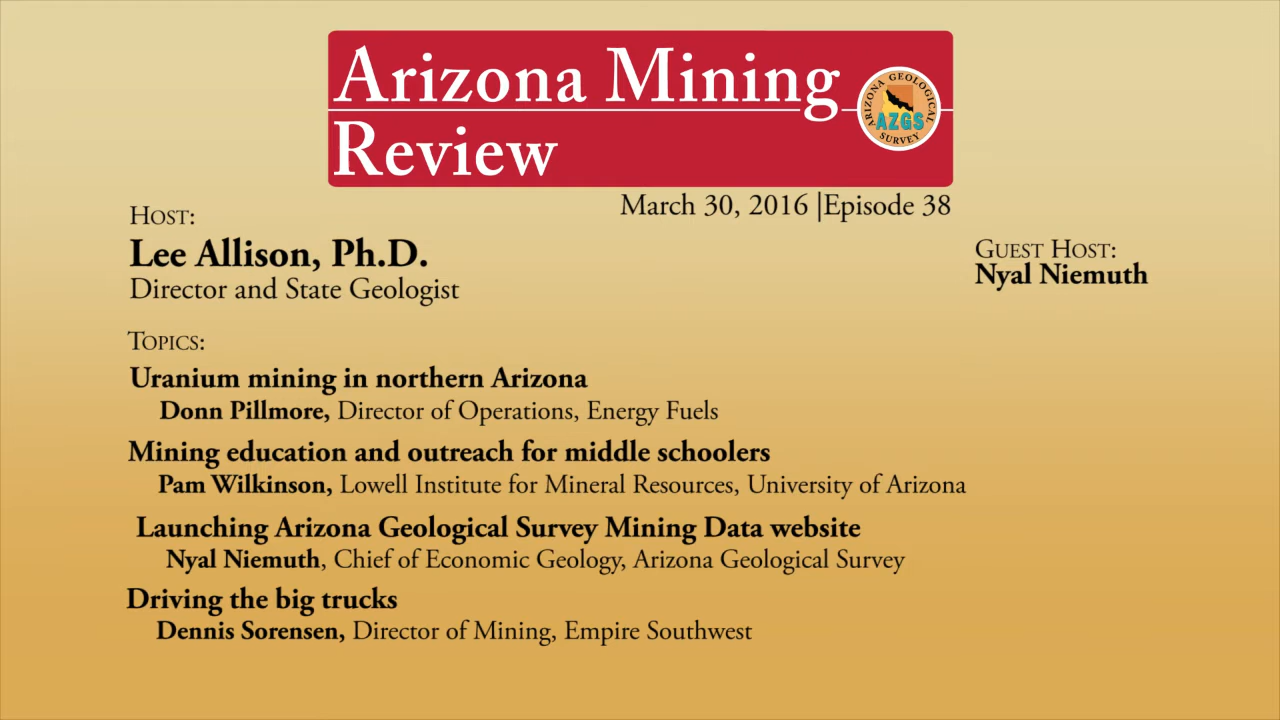 Arizona Mining
Review
ARIZONA GEOLOGICAL
AZGS
SURVEY
March 30, 2016 |Episode 38
HOST:
Lee Allison, Ph.D.
Director and State Geologist
GUEST HOST:
Nyal Niemuth
TOPICS:
Uranium mining in northern Arizona
Donn Pillmore, Director of Operations, Energy Fuels
Mining education and outreach for middle schoolers
Pam Wilkinson, Lowell Institute for Mineral Resources, University of Arizona
Launching Arizona Geological Survey Mining Data website
Nyal Niemuth, Chief of Economic Geology, Arizona Geological Survey
Driving the big trucks
Dennis Sorensen, Director of Mining, Empire Southwest